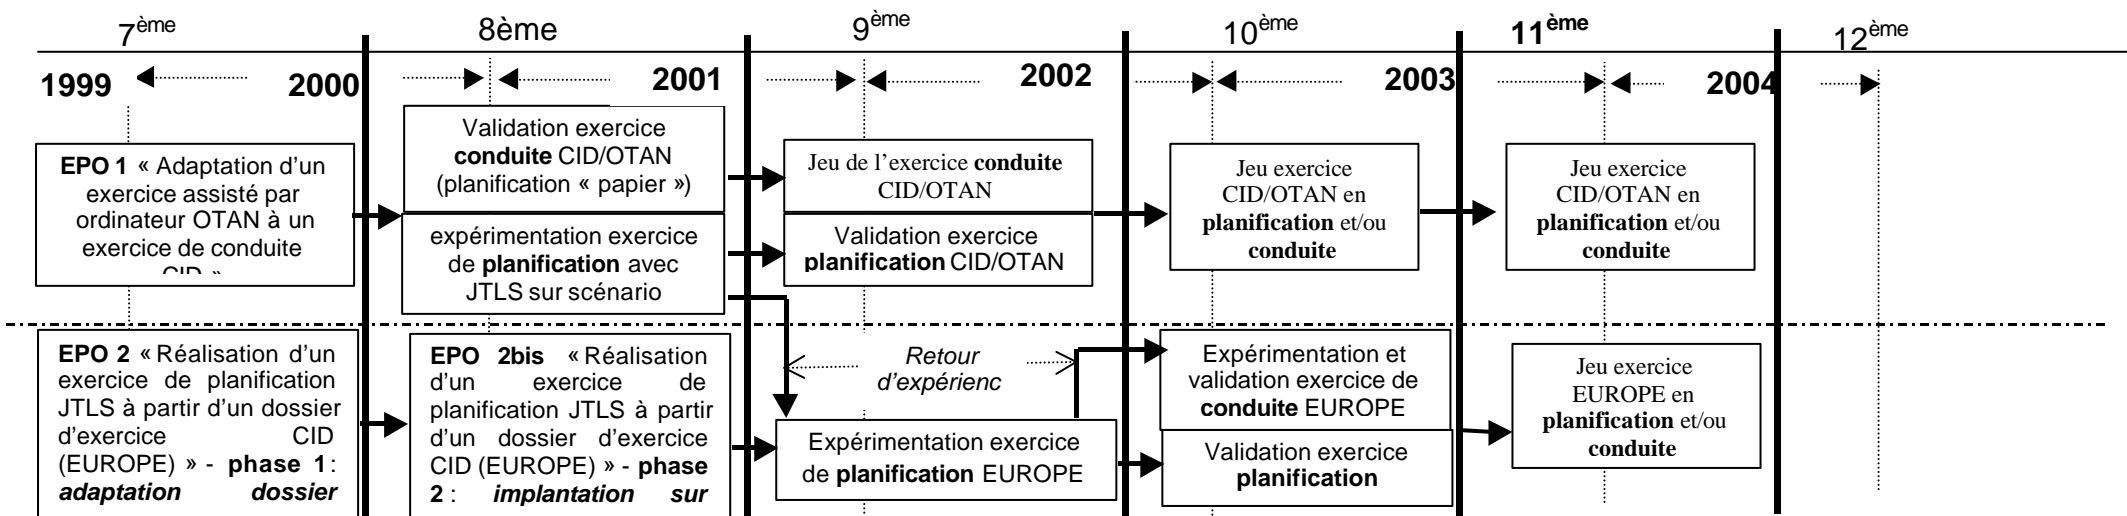 7ème 8ème 9ème 10ème 11ème 12ème
1999 2000 2001 2002 2003 2004
EPO 1 « Adaptation d'un
exercice assisté par
ordinateur OTAN à un
exercice de conduite
CID »
Validation exercice
conduite CID/OTAN
(planification « papier »)
expérimentation exercice
de planification avec
JTLS sur scénario
Jeu de l'exercice conduite
CID/OTAN
Validation exercice
planification CID/OTAN
Jeu exercice
CID/OTAN en
planification et/ou
conduite
Jeu exercice
CID/OTAN en
planification et/ou
conduite
EPO 2 « Réalisation d'un
exercice de planification
JTLS à partir d'un dossier
d'exercice CID
(EUROPE) » - phase 1 :
adaptation dossier
EPO 2bis « Réalisation
d'un exercice de
planification JTLS à partir
d'un dossier d'exercice
CID (EUROPE) » - phase
2 : implantation sur
Retour
d'expérienc
Expérimentation exercice
de planification EUROPE
Expérimentation et
validation exercice de
conduite EUROPE
Validation exercice
planification
Jeu exercice
EUROPE en
planification et/ou
conduite